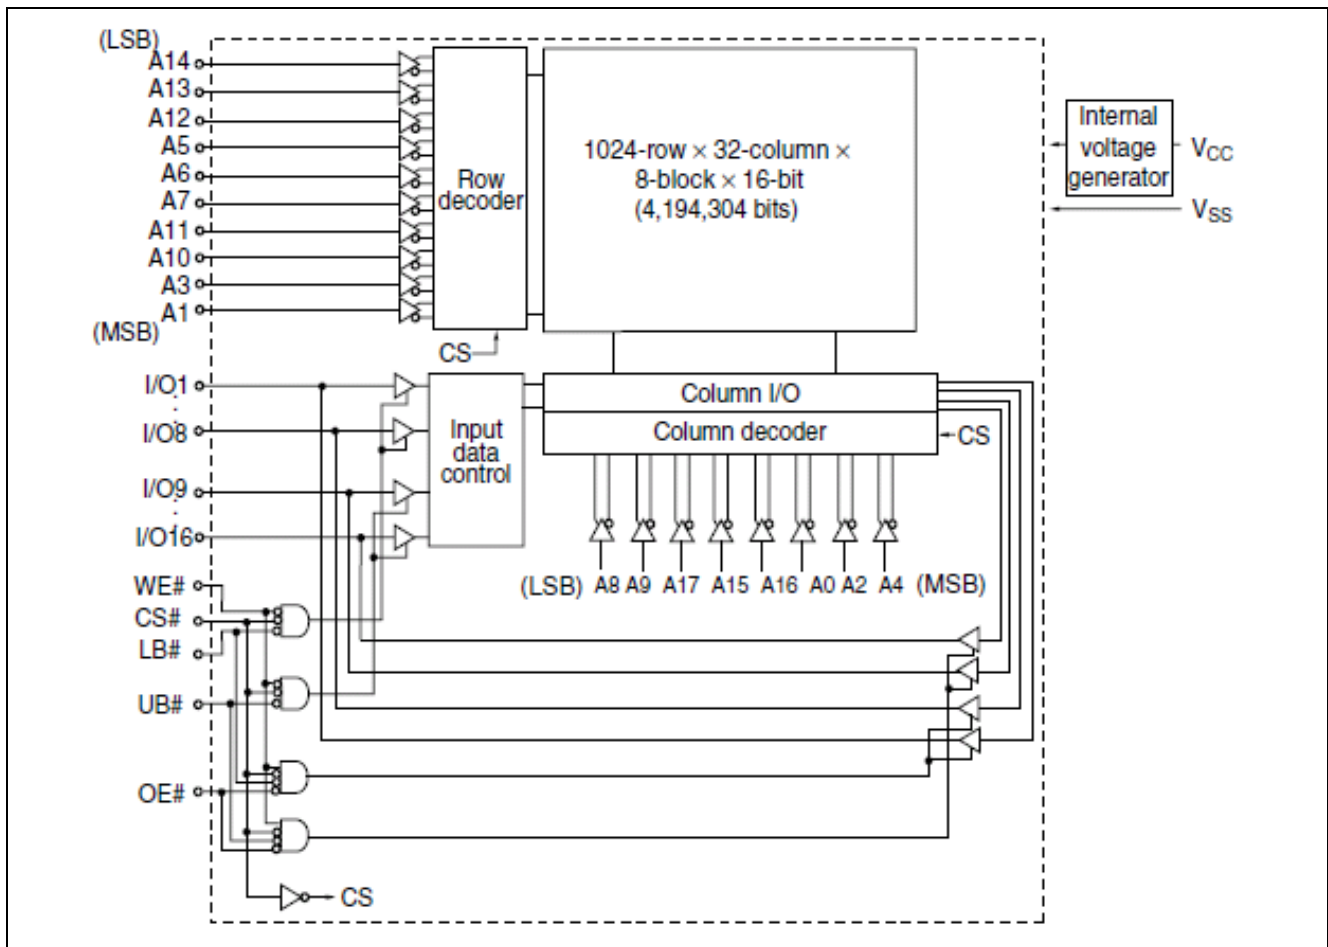 (LSB)
A14
A13
A12
A5
A6
A7
A11
A10
A3
A1
(MSB)
Row
decoder
CS
1024-row × 32-column ×
8-block × 16-bit
(4,194,304 bits)
Internal
voltage
generator
VCC
VSS
I/O1
I/O8
I/O9
I/O16
Input
data
control
Column I/O
Column decoder
CS
(LSB) A8 A9 A17 A15 A16 A0 A2 A4 (MSB)
WE#
CS#
LB#
UB#
OE#
CS